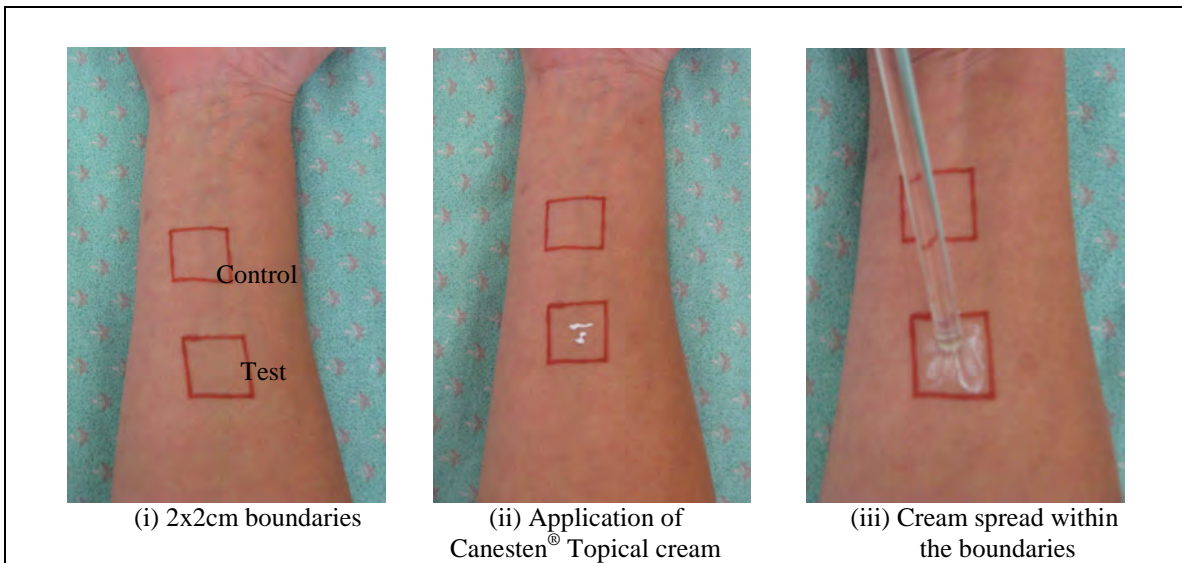 Control
Test
(i) 2x2cm boundaries
(ii) Application of
Canesten® Topical cream
(iii) Cream spread within
the boundaries